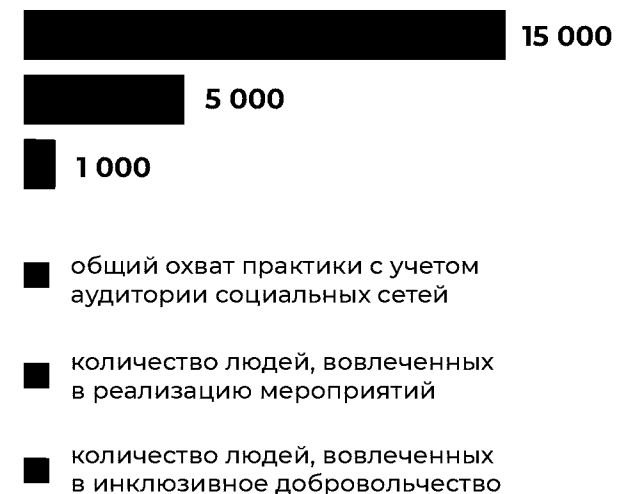 15 000
5 000
1 000
общий охват практики с учетом
аудитории социальных сетей
количество людей, вовлеченных
в реализацию мероприятий
количество людей, вовлеченных
в инклюзивное добровольчество